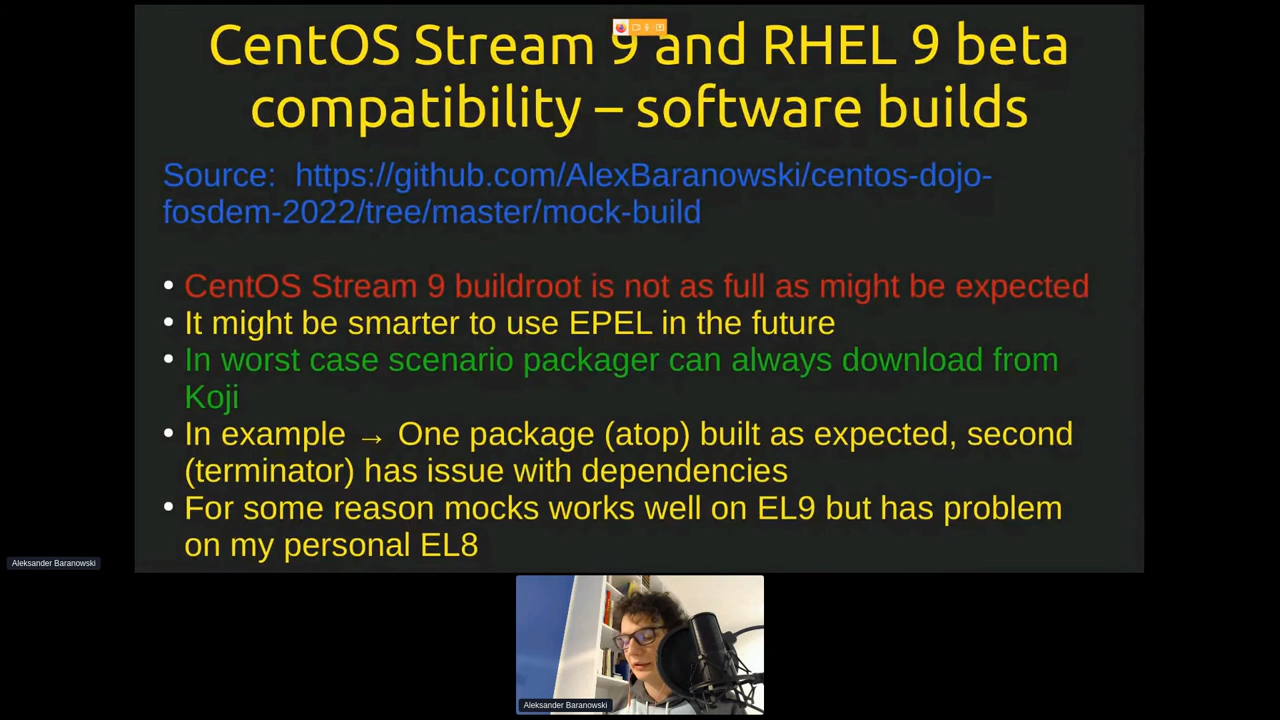 CentOS Stream 9 and RHEL 9 beta
compatibility – software builds
Source:  https://github.com/AlexBaranowski/centos-dojo-
fosdem-2022/tree/master/mock-build
• CentOS Stream 9 buildroot is not as full as might be expected
• It might be smarter to use EPEL in the future
• In worst case scenario packager can always download from
Koji
• In example → One package (atop) built as expected, second
(terminator) has issue with dependencies
• For some reason mocks works well on EL9 but has problem
on my personal EL8
Aleksander Baranowski
Aleksander Baranowski